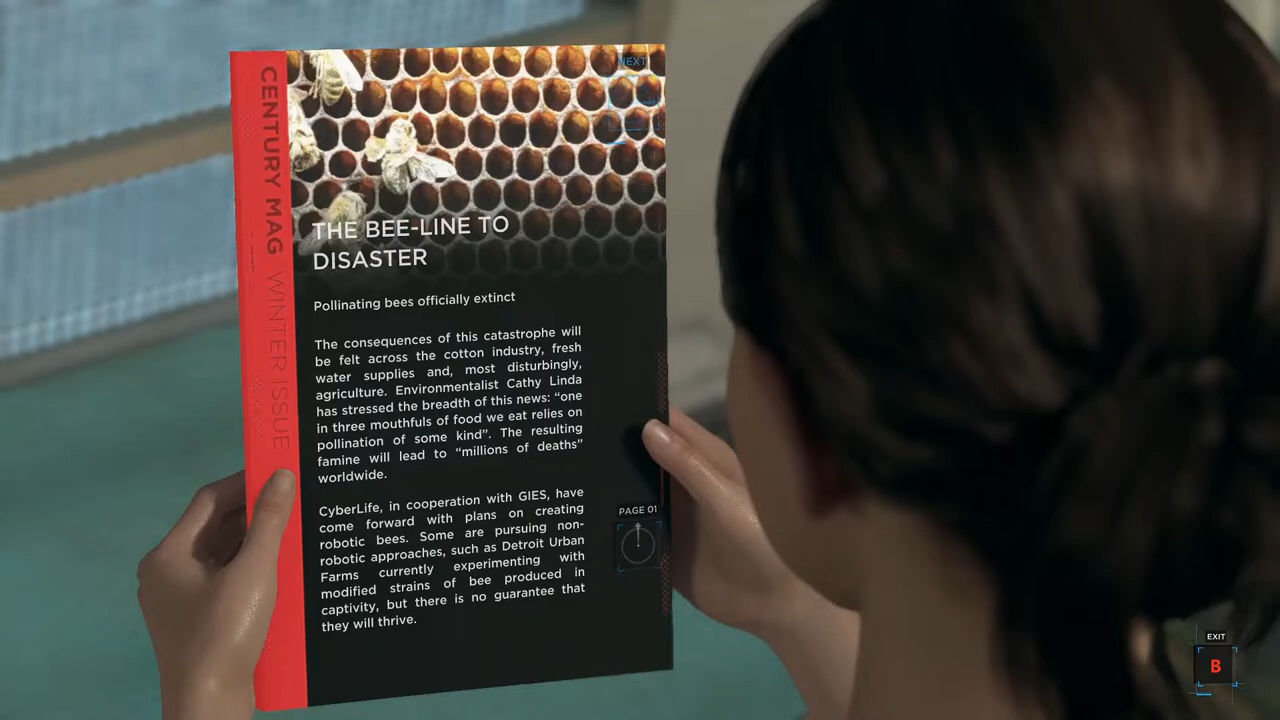 CENTURY MAG WINTER ISSUE
NEXT
THE BEE-LINE TO
DISASTER
Pollinating bees officially extinct
The consequences of this catastrophe will
be felt across the cotton industry, fresh
water supplies and, most disturbingly,
agriculture. Environmentalist Cathy Linda
has stressed the breadth of this news: “one
in three mouthfuls of food we eat relies on
pollination of some kind”. The resulting
famine will lead to “millions of deaths”
worldwide.
CyberLife, in cooperation with GIES, have
come forward with plans on creating
robotic bees. Some are pursuing non-
robotic approaches, such as Detroit Urban
Farms currently experimenting with
modified strains of bee produced in
captivity, but there is no guarantee that
they will thrive.
PAGE 01
EXIT
B